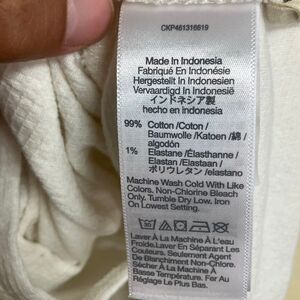 CKP461316619
Made In Indonesia
Fabriqué En Indonésie
Hergestellt In Indonesien
Vervaardigd In Indonesië
インドネシア製
hecho en indonesia
99% Cotton /Coton /
Baumwolle /Katoen /綿 /
algodón
1% Elastane /Élasthanne /
Elastan /Elastaan /
ポリウレタン /elastano
Machine Wash Cold With Like
Colors. Non-Chlorine Bleach
Only. Tumble Dry Low. Iron
On Lowest Setting.
30
Laver À La Machine À L'eau
Froide.Laver En Séparant Les
Couleurs. Seulement Agent
De Blanchiment Non-Chloré.
Sécher À La Machine À
Basse Température. Fer Au
Réglage Le Plus Bas.